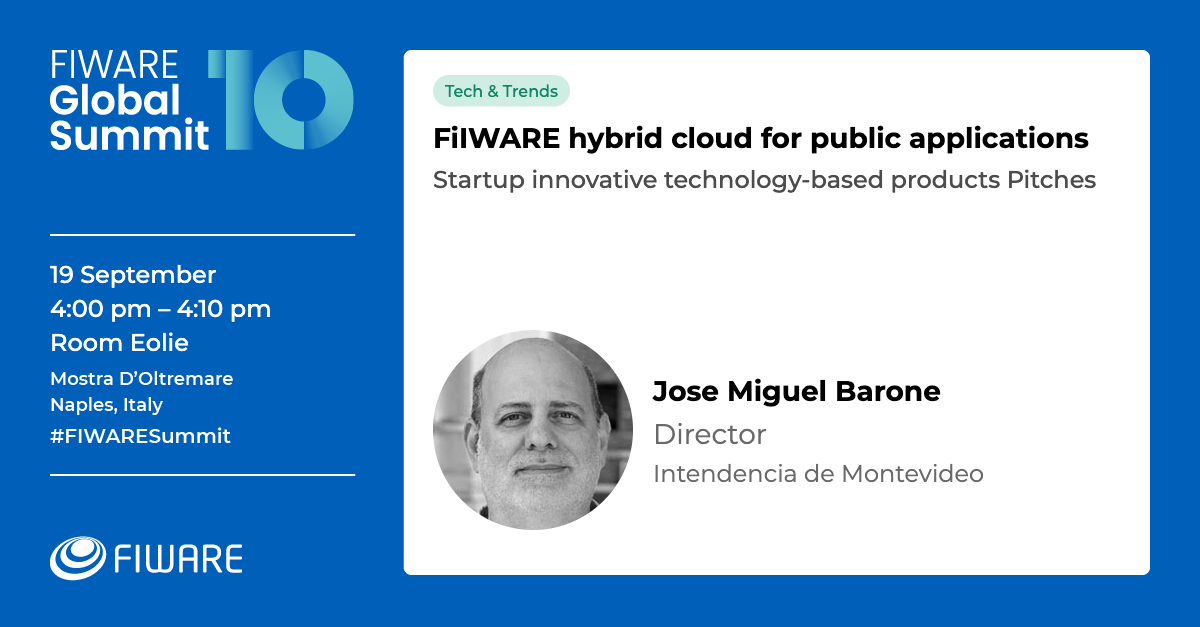 FIWARE
Global
Summit
10
19 September
4:00 pm – 4:10 pm
Room Eolie
Mostra D’Oltremare
Naples, Italy
#FIWARESummit
FIWARE
Tech & Trends
FiIWARE hybrid cloud for public applications
Startup innovative technology-based products Pitches
Jose Miguel Barone
Director
Intendencia de Montevideo